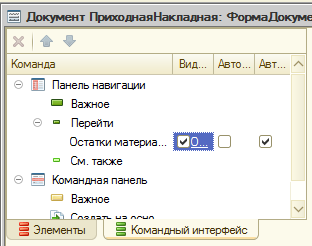 Документ ПриходнаяНакладная: ФормаДокуме
Команда Вид... Авто... Авт...
Панель навигации
Важное
Перейти
Остатки материа... О...
См. также
Командная панель
Важное
Создать на осно
Элементы Командный интерфейс